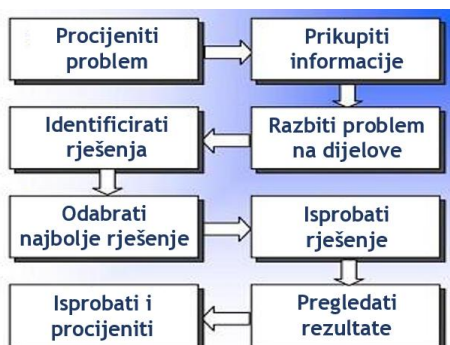 Procijeniti
problem
Prikupiti
informacije
Razbiti problem
na dijelove
Identificirati
rješenja
Odabrati
najbolje rješenje
Isprobati
rješenje
Pregledati
rezultate
Isprobati i
procijeniti